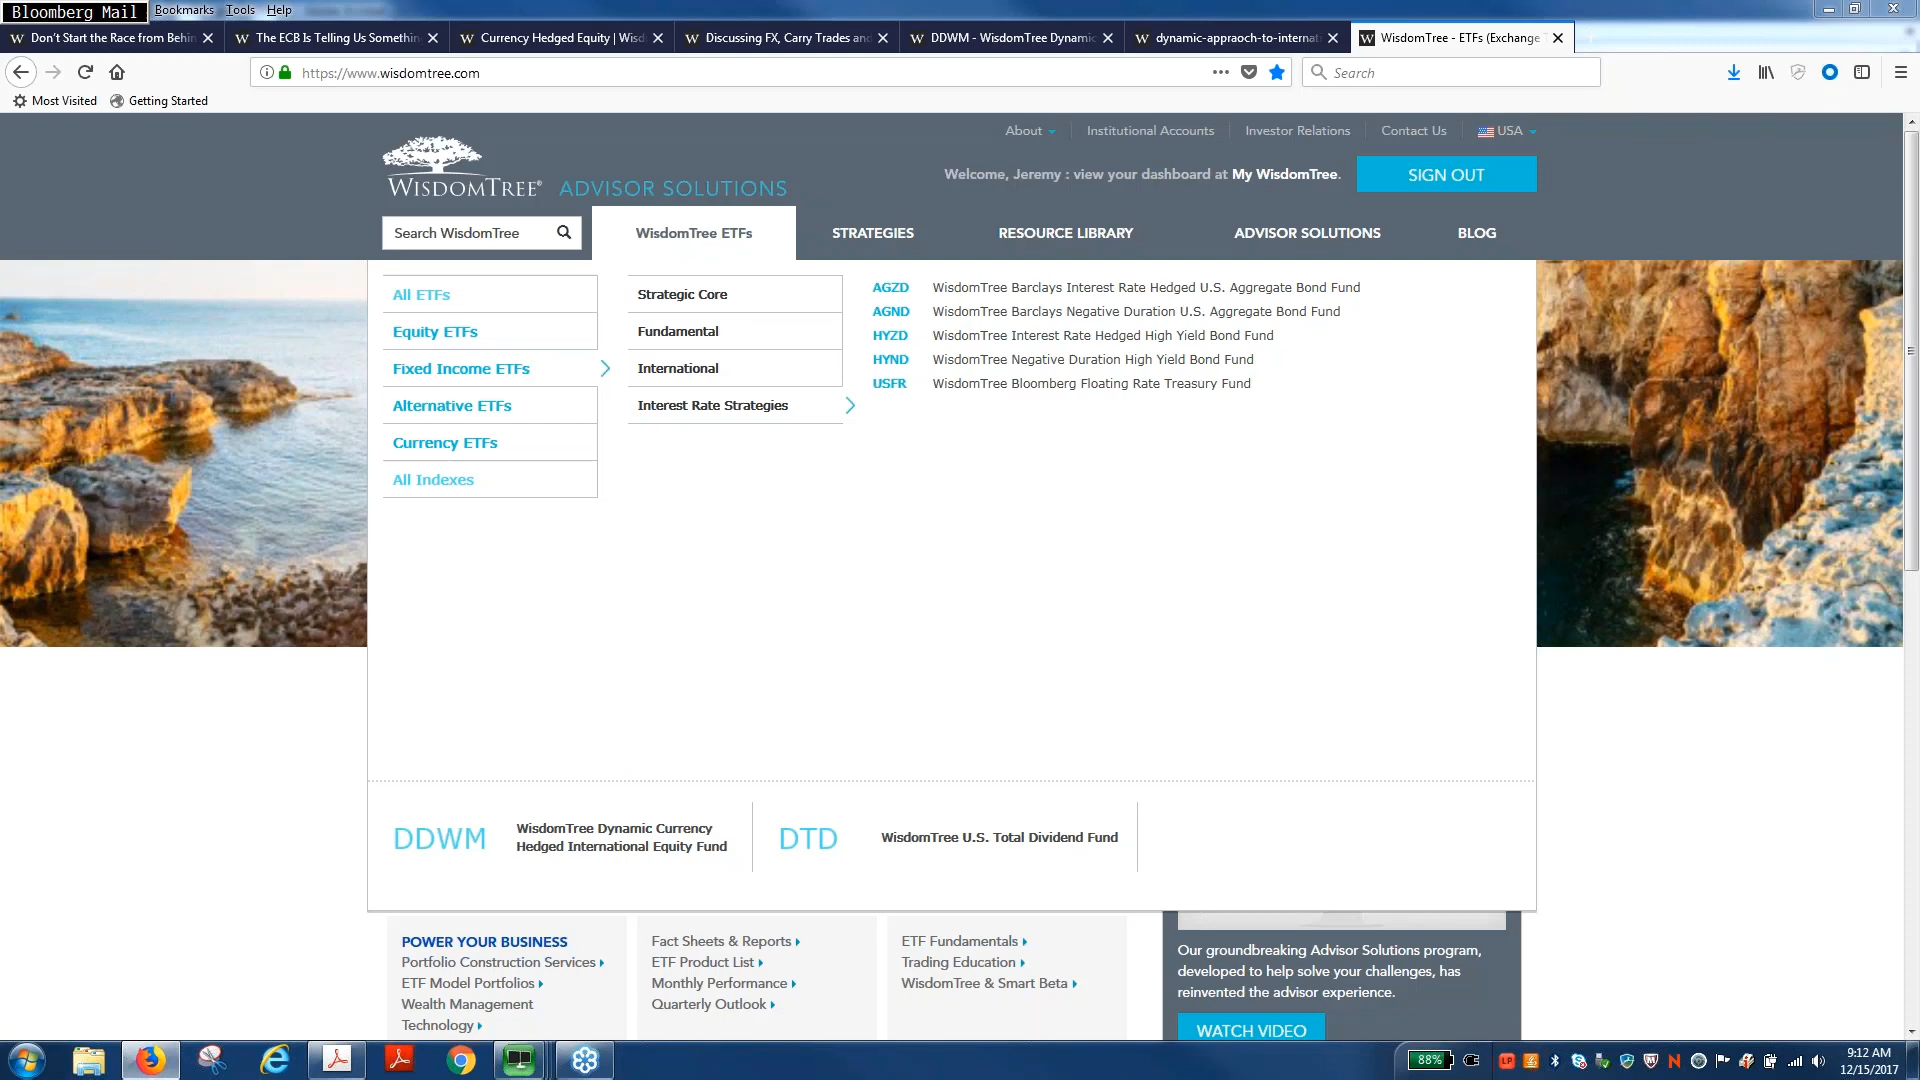 Bloomberg Mail
Bookmarks Tools Help
Don't Start the Race from Behin
The ECB Is Telling Us Somethin
Currency Hedged Equity | Wisd
Discussing FX, Carry Trades and
DDWM - WisdomTree Dynamic
dynamic-appraoch-to-internati
WisdomTree - ETFs (Exchange T
https://www.wisdomtree.com
Search
Most Visited
Getting Started
About
Institutional Accounts
Investor Relations
Contact Us
USA
WISDOMTREE® ADVISOR SOLUTIONS
Welcome, Jeremy : view your dashboard at My WisdomTree.
SIGN OUT
Search WisdomTree
WisdomTree ETFs
STRATEGIES
RESOURCE LIBRARY
ADVISOR SOLUTIONS
BLOG
All ETFs
Equity ETFs
Fixed Income ETFs
Alternative ETFs
Currency ETFs
All Indexes
Strategic Core
Fundamental
International
Interest Rate Strategies
AGZD WisdomTree Barclays Interest Rate Hedged U.S. Aggregate Bond Fund
AGND WisdomTree Barclays Negative Duration U.S. Aggregate Bond Fund
HYZD WisdomTree Interest Rate Hedged High Yield Bond Fund
HYND WisdomTree Negative Duration High Yield Bond Fund
USFR WisdomTree Bloomberg Floating Rate Treasury Fund
DDWM
WisdomTree Dynamic Currency
Hedged International Equity Fund
DTD
WisdomTree U.S. Total Dividend Fund
POWER YOUR BUSINESS
Portfolio Construction Services
ETF Model Portfolios
Wealth Management
Technology
Fact Sheets & Reports
ETF Product List
Monthly Performance
Quarterly Outlook
ETF Fundamentals
Trading Education
WisdomTree & Smart Beta
Our groundbreaking Advisor Solutions program,
developed to help solve your challenges, has
reinvented the advisor experience.
WATCH VIDEO
88%
9:12 AM
12/15/2017